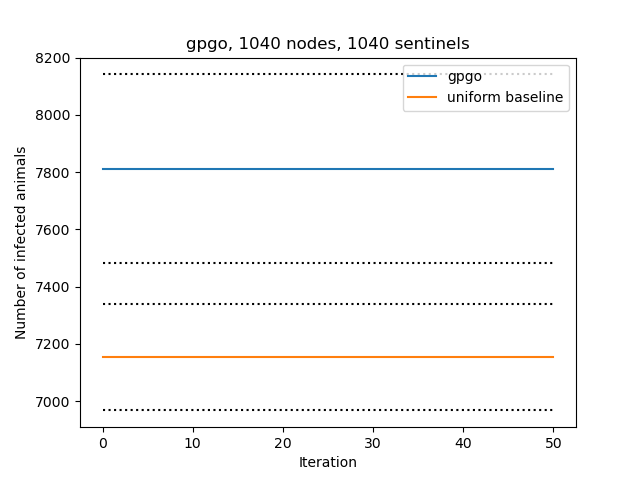 gpgo, 1040 nodes, 1040 sentinels
gpgo
uniform baseline
Number of infected animals
8200
8000
7800
7600
7400
7200
7000
0 10 20 30 40 50
Iteration